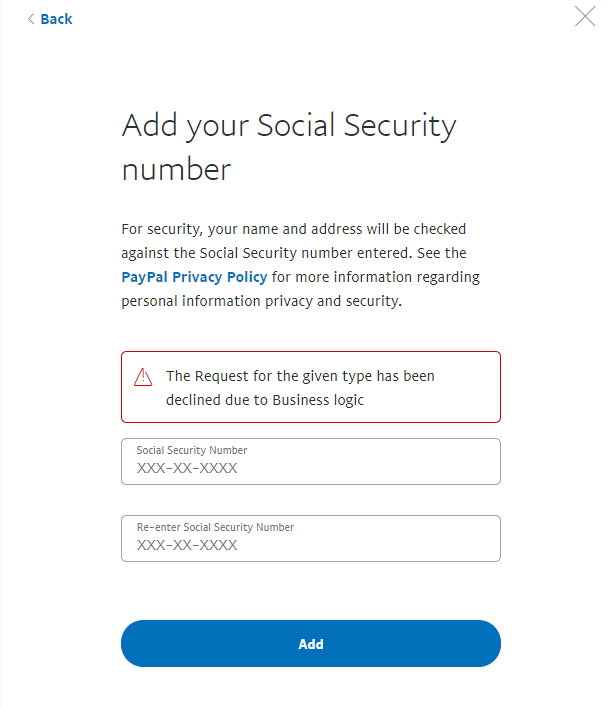 Back
Add your Social Security
number
For security, your name and address will be checked
against the Social Security number entered. See the
PayPal Privacy Policy for more information regarding
personal information privacy and security.
The Request for the given type has been
declined due to Business logic
Social Security Number
XXX-XX-XXXX
Re-enter Social Security Number
XXX-XX-XXXX
Add